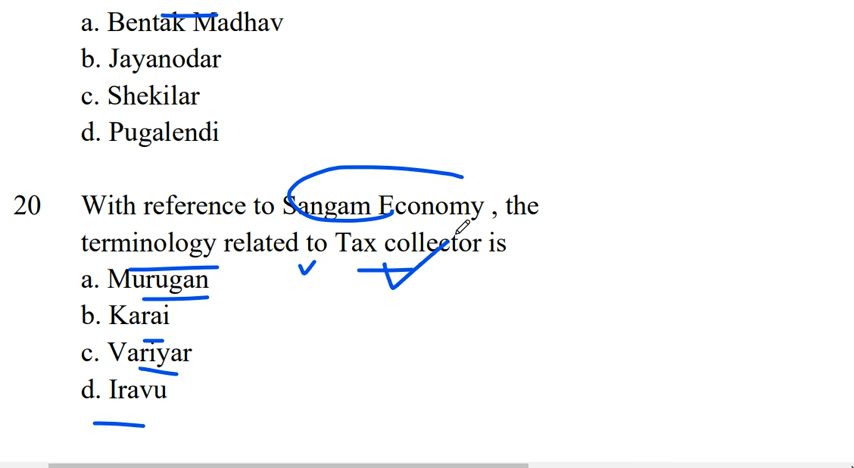 a. Bentak Madhav
b. Jayanodar
c. Shekilar
d. Pugalendi
20 With reference to Sangam Economy , the
terminology related to Tax collector is
a. Murugan
b. Karai
c. Variyar
d. Iravu